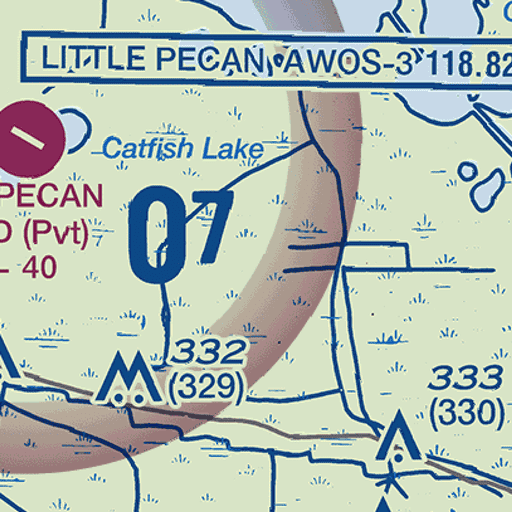 LITTLE PECAN AWOS-3 118.82
Catfish Lake
PECAN
D (Pvt)
- 40
07
332
(329)
333
(330)